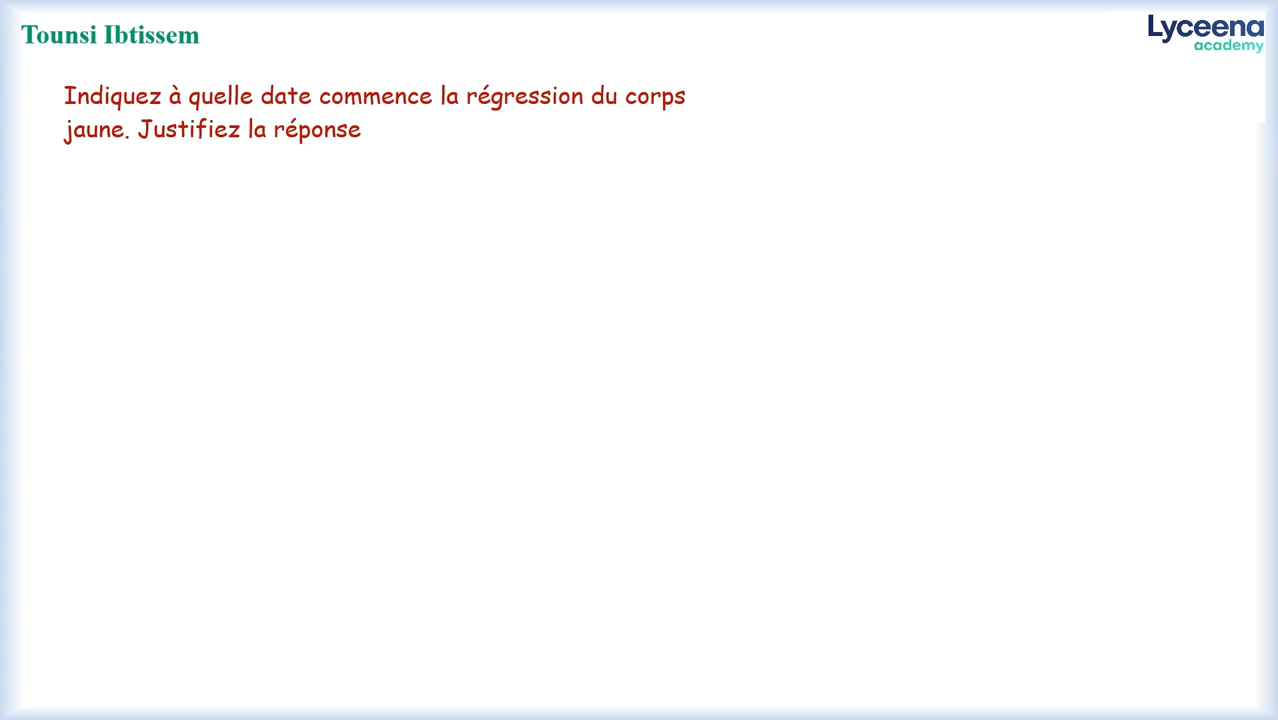 Tounsi Ibtissem
Lyceena
academy
Indiquez à quelle date commence la régression du corps
jaune. Justifiez la réponse